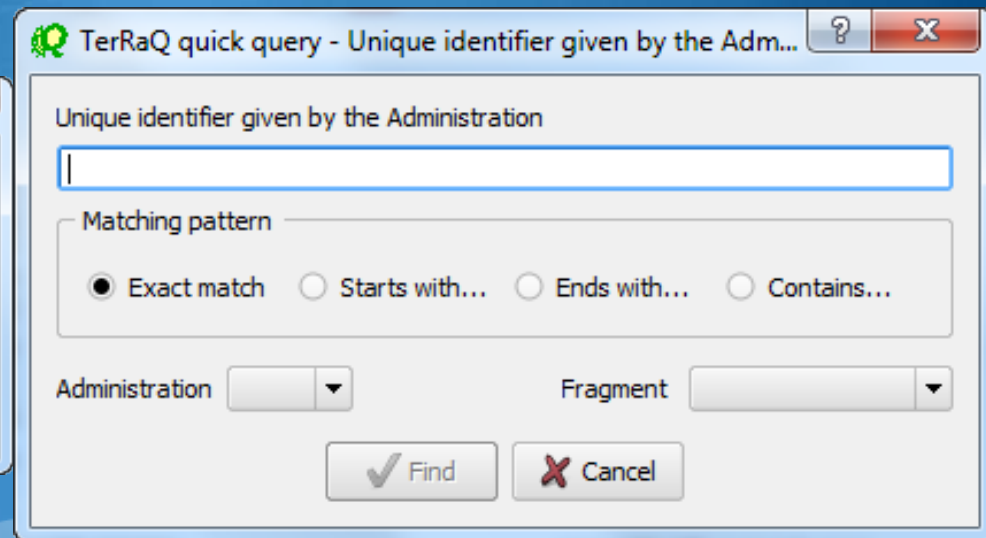 TerRaQ quick query - Unique identifier given by the Adm...
Unique identifier given by the Administration
Matching pattern
Exact match Starts with... Ends with... Contains...
Administration Fragment
Find Cancel